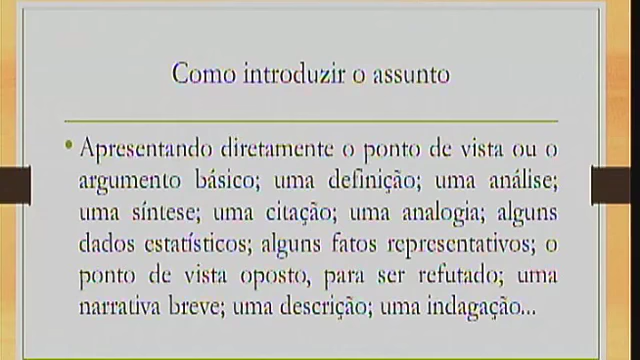 Como introduzir o assunto
• Apresentando diretamente o ponto de vista ou o
argumento básico; uma definição; uma análise;
uma síntese; uma citação; uma analogia; alguns
dados estatísticos; alguns fatos representativos; o
ponto de vista oposto, para ser refutado; uma
narrativa breve; uma descrição; uma indagação...